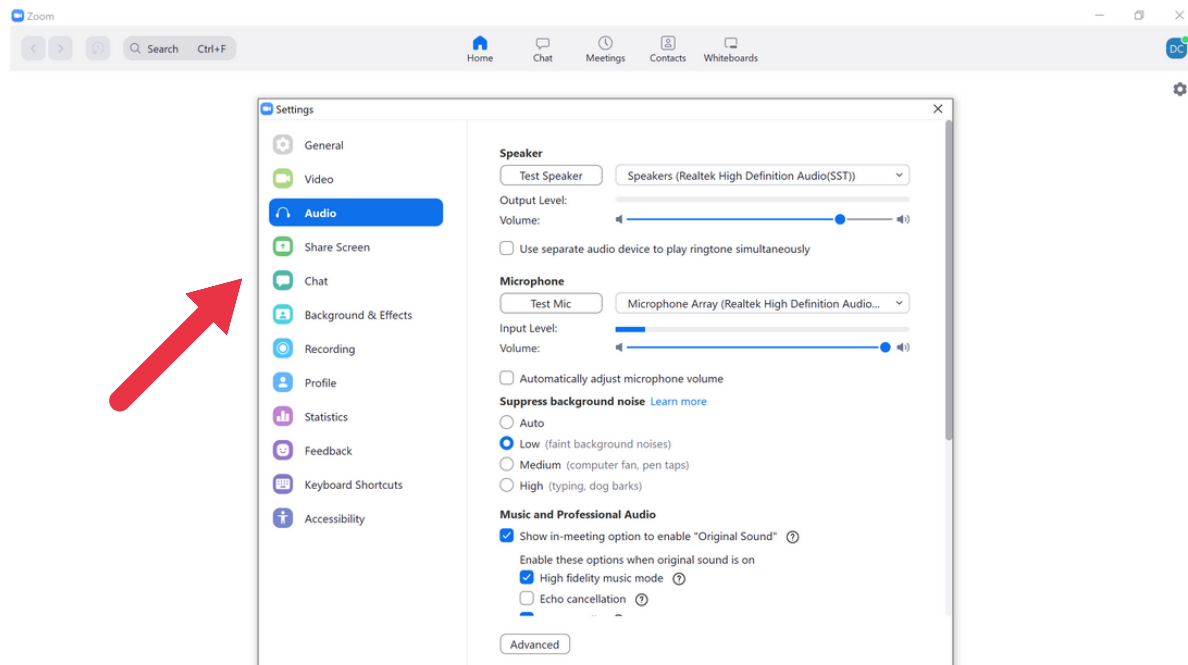 Zoom
Search Ctrl+F
Home Chat Meetings Contacts Whiteboards
DC
Settings
General
Video
Audio
Share Screen
Chat
Background & Effects
Recording
Profile
Statistics
Feedback
Keyboard Shortcuts
Accessibility
Speaker
Test Speaker Speakers (Realtek High Definition Audio(SST))
Output Level:
Volume:
Use separate audio device to play ringtone simultaneously
Microphone
Test Mic Microphone Array (Realtek High Definition Audio...
Input Level:
Volume:
Automatically adjust microphone volume
Suppress background noise Learn more
Auto
Low (faint background noises)
Medium (computer fan, pen taps)
High (typing, dog barks)
Music and Professional Audio
Show in-meeting option to enable "Original Sound" ?
Enable these options when original sound is on
High fidelity music mode ?
Echo cancellation ?
Advanced